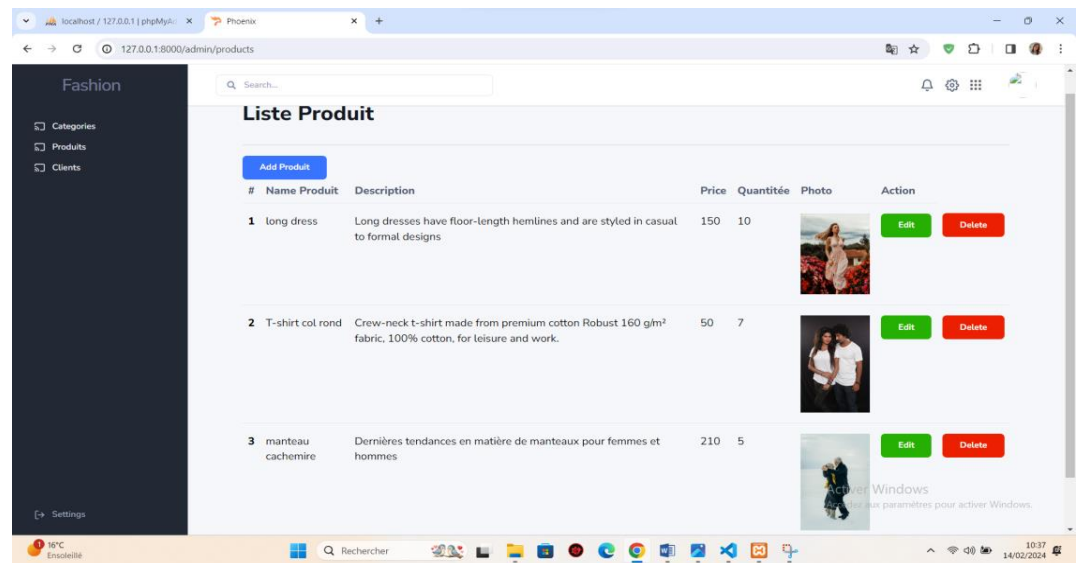 localhost / 127.0.0.1 | phpMyAd
Phoenix
127.0.0.1:8000/admin/products
Fashion
Search...
Categories
Produits
Clients
Liste Produit
Add Produit
# Name Produit Description Price Quantitée Photo Action
1 long dress Long dresses have floor-length hemlines and are styled in casual 150 10 Edit Delete
to formal designs
2 T-shirt col rond Crew-neck t-shirt made from premium cotton Robust 160 g/m² 50 7 Edit Delete
fabric, 100% cotton, for leisure and work.
3 manteau Dernières tendances en matière de manteaux pour femmes et 210 5 Edit Delete
cachemire hommes
Activer Windows
Accédez aux paramètres pour activer Windows.
Settings
1 16°C
Ensoleillé
Rechercher
10:37
14/02/2024